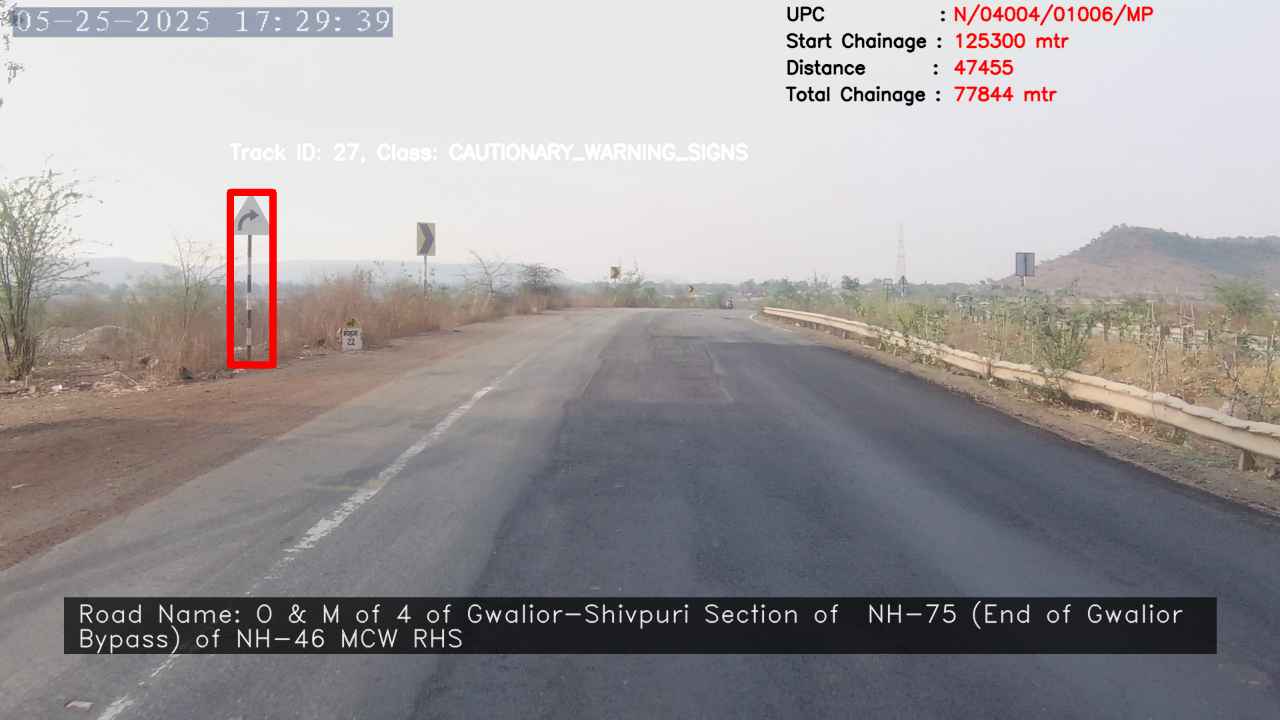 05-25-2025 17:29:39
UPC : N/04004/01006/MP
Start Chainage : 125300 mtr
Distance : 47455
Total Chainage : 77844 mtr
Track ID: 27, Class: CAUTIONARY_WARNING_SIGNS
22
Road Name: O & M of 4 of Gwalior-Shivpuri Section of NH-75 (End of Gwalior
Bypass) of NH-46 MCW RHS